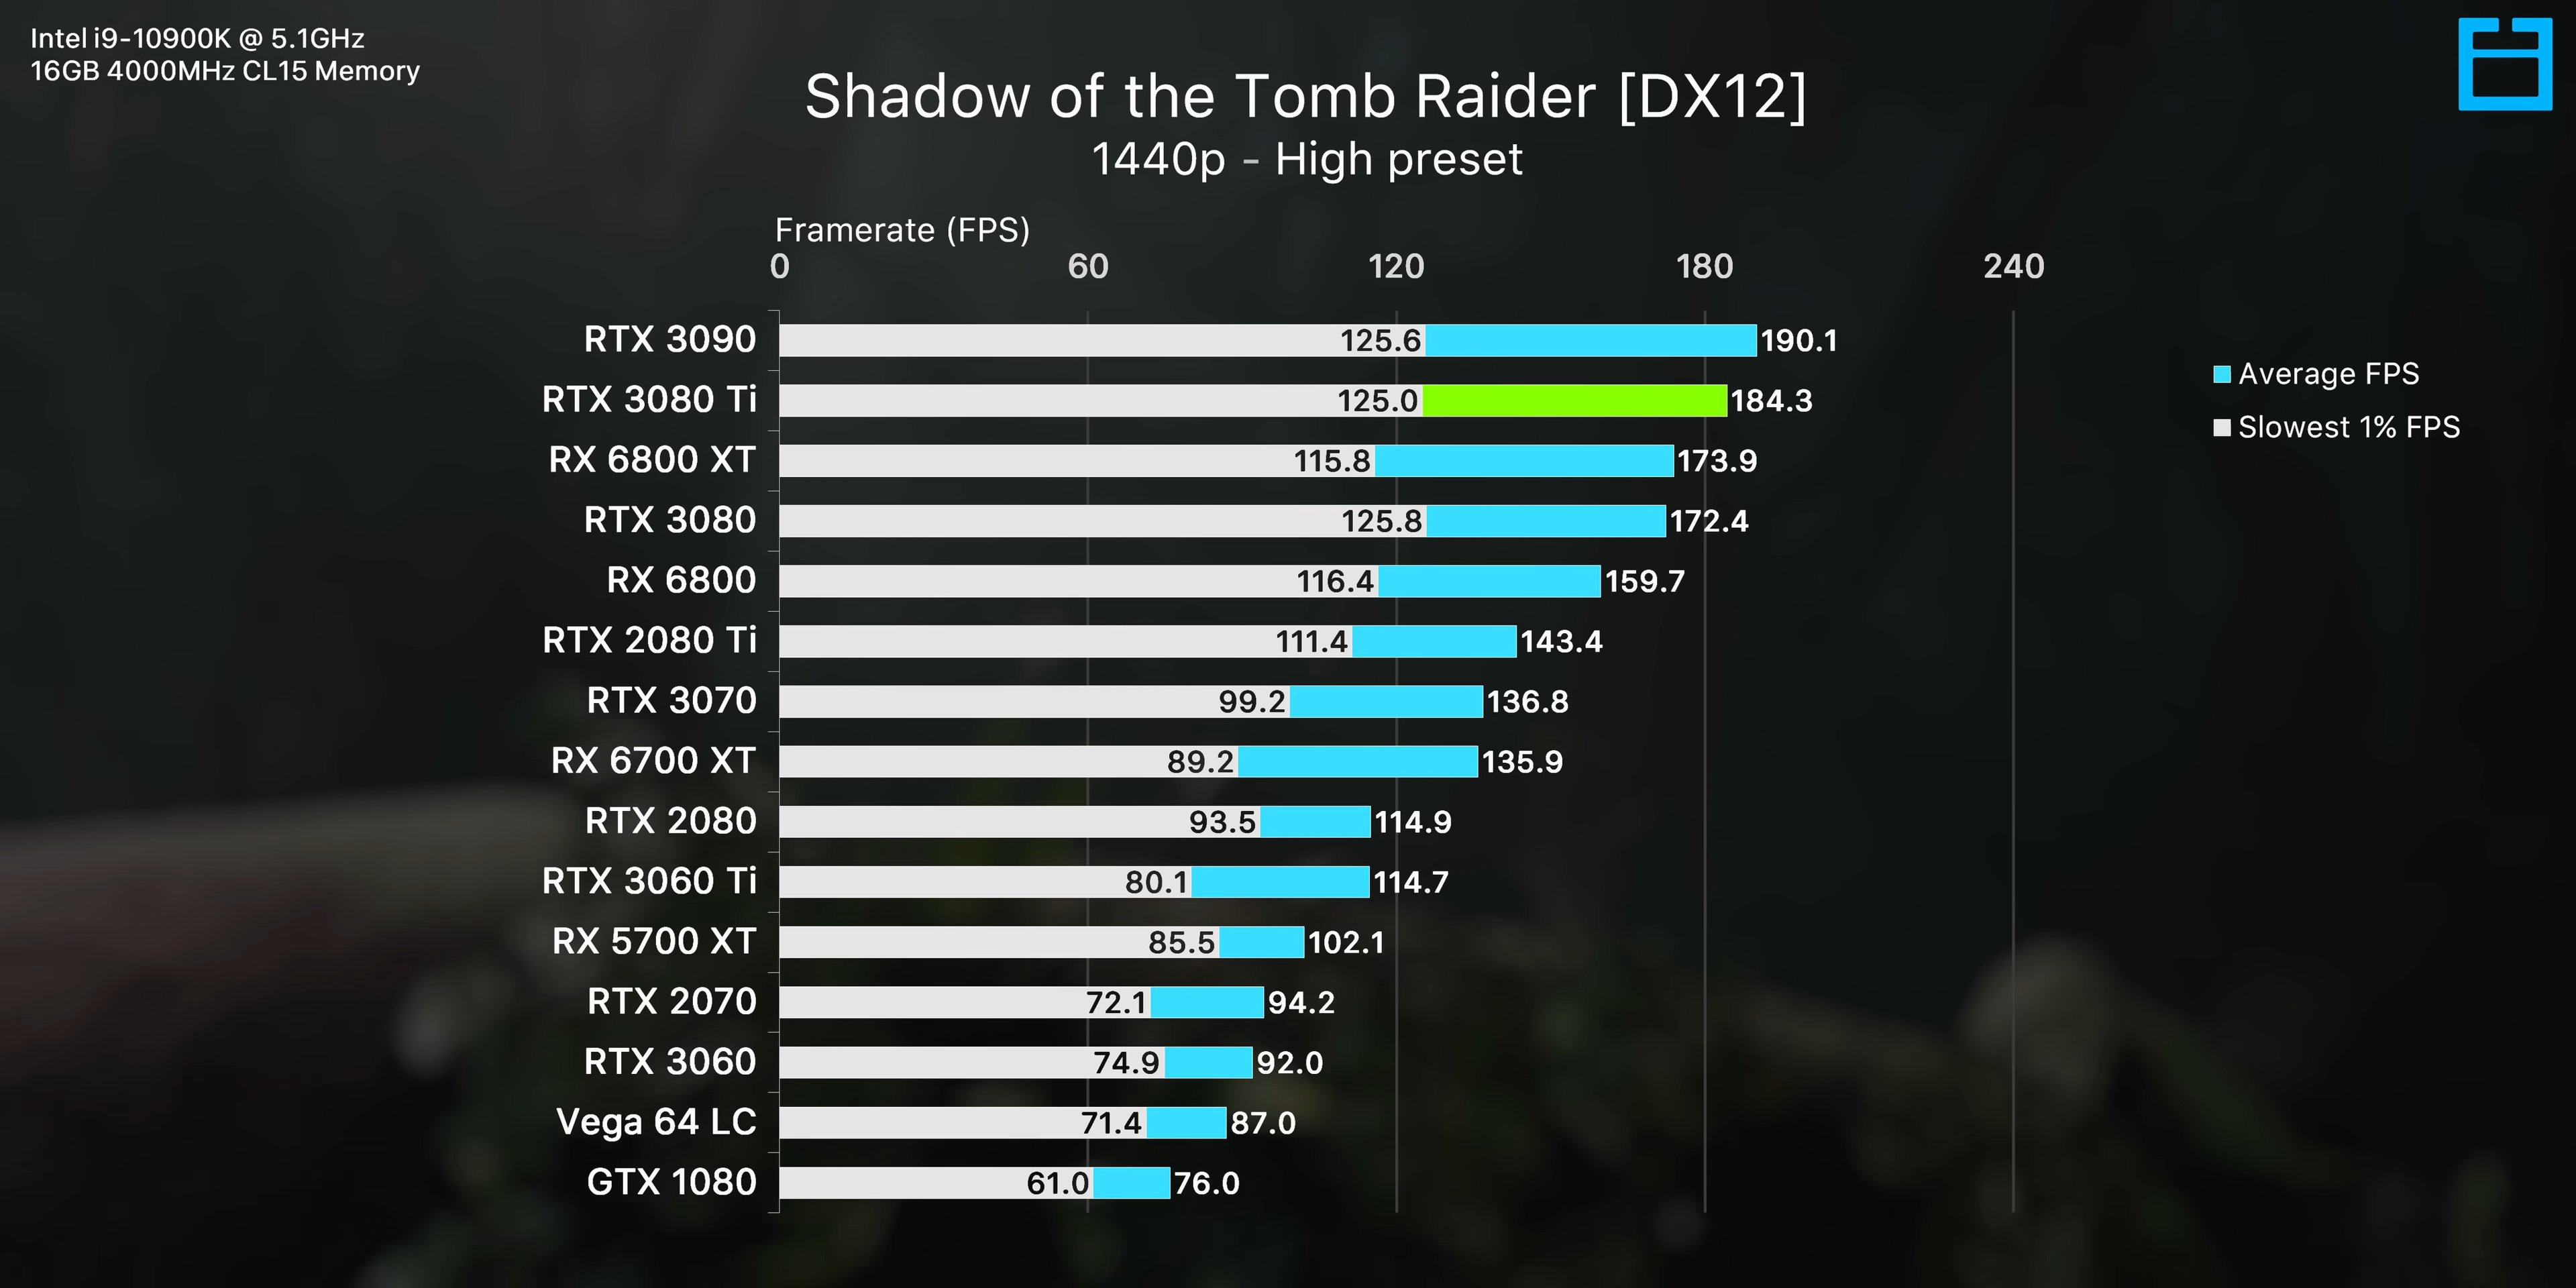 Intel i9-10900K @ 5.1GHz
16GB 4000MHz CL15 Memory
Shadow of the Tomb Raider [DX12]
1440p - High preset
Framerate (FPS)
0 60 120 180 240
RTX 3090 125.6 190.1
RTX 3080 Ti 125.0 184.3
RX 6800 XT 115.8 173.9
RTX 3080 125.8 172.4
RX 6800 116.4 159.7
RTX 2080 Ti 111.4 143.4
RTX 3070 99.2 136.8
RX 6700 XT 89.2 135.9
RTX 2080 93.5 114.9
RTX 3060 Ti 80.1 114.7
RX 5700 XT 85.5 102.1
RTX 2070 72.1 94.2
RTX 3060 74.9 92.0
Vega 64 LC 71.4 87.0
GTX 1080 61.0 76.0
Average FPS
Slowest 1% FPS